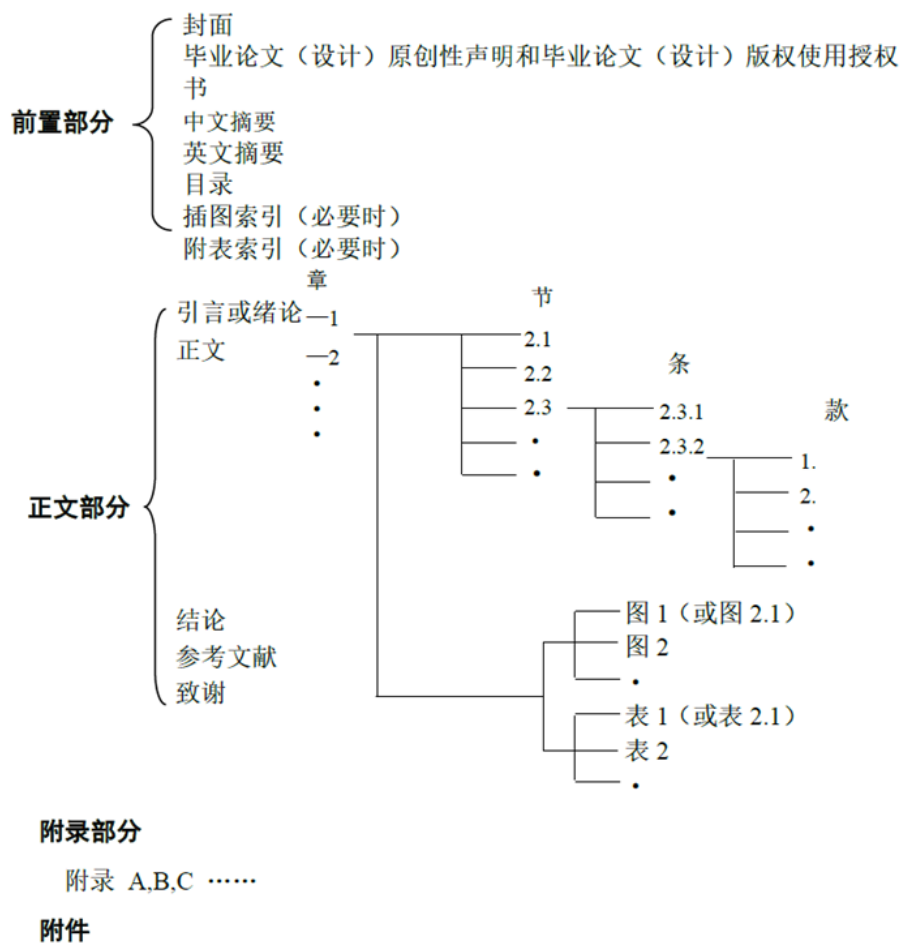 封面
毕业论文（设计）原创性声明和毕业论文（设计）版权使用授权
书
前置部分
中文摘要
英文摘要
目录
插图索引（必要时）
附表索引（必要时）
章
节
条
款
引言或绪论—1
正文 —2
•
•
•
2.1
2.2
2.3
•
•
2.3.1
2.3.2
•
•
1.
2.
•
•
正文部分
结论
参考文献
致谢
图 1（或图 2.1）
图 2
•
表 1（或表 2.1）
表 2
•
附录部分
附录 A,B,C ……
附件